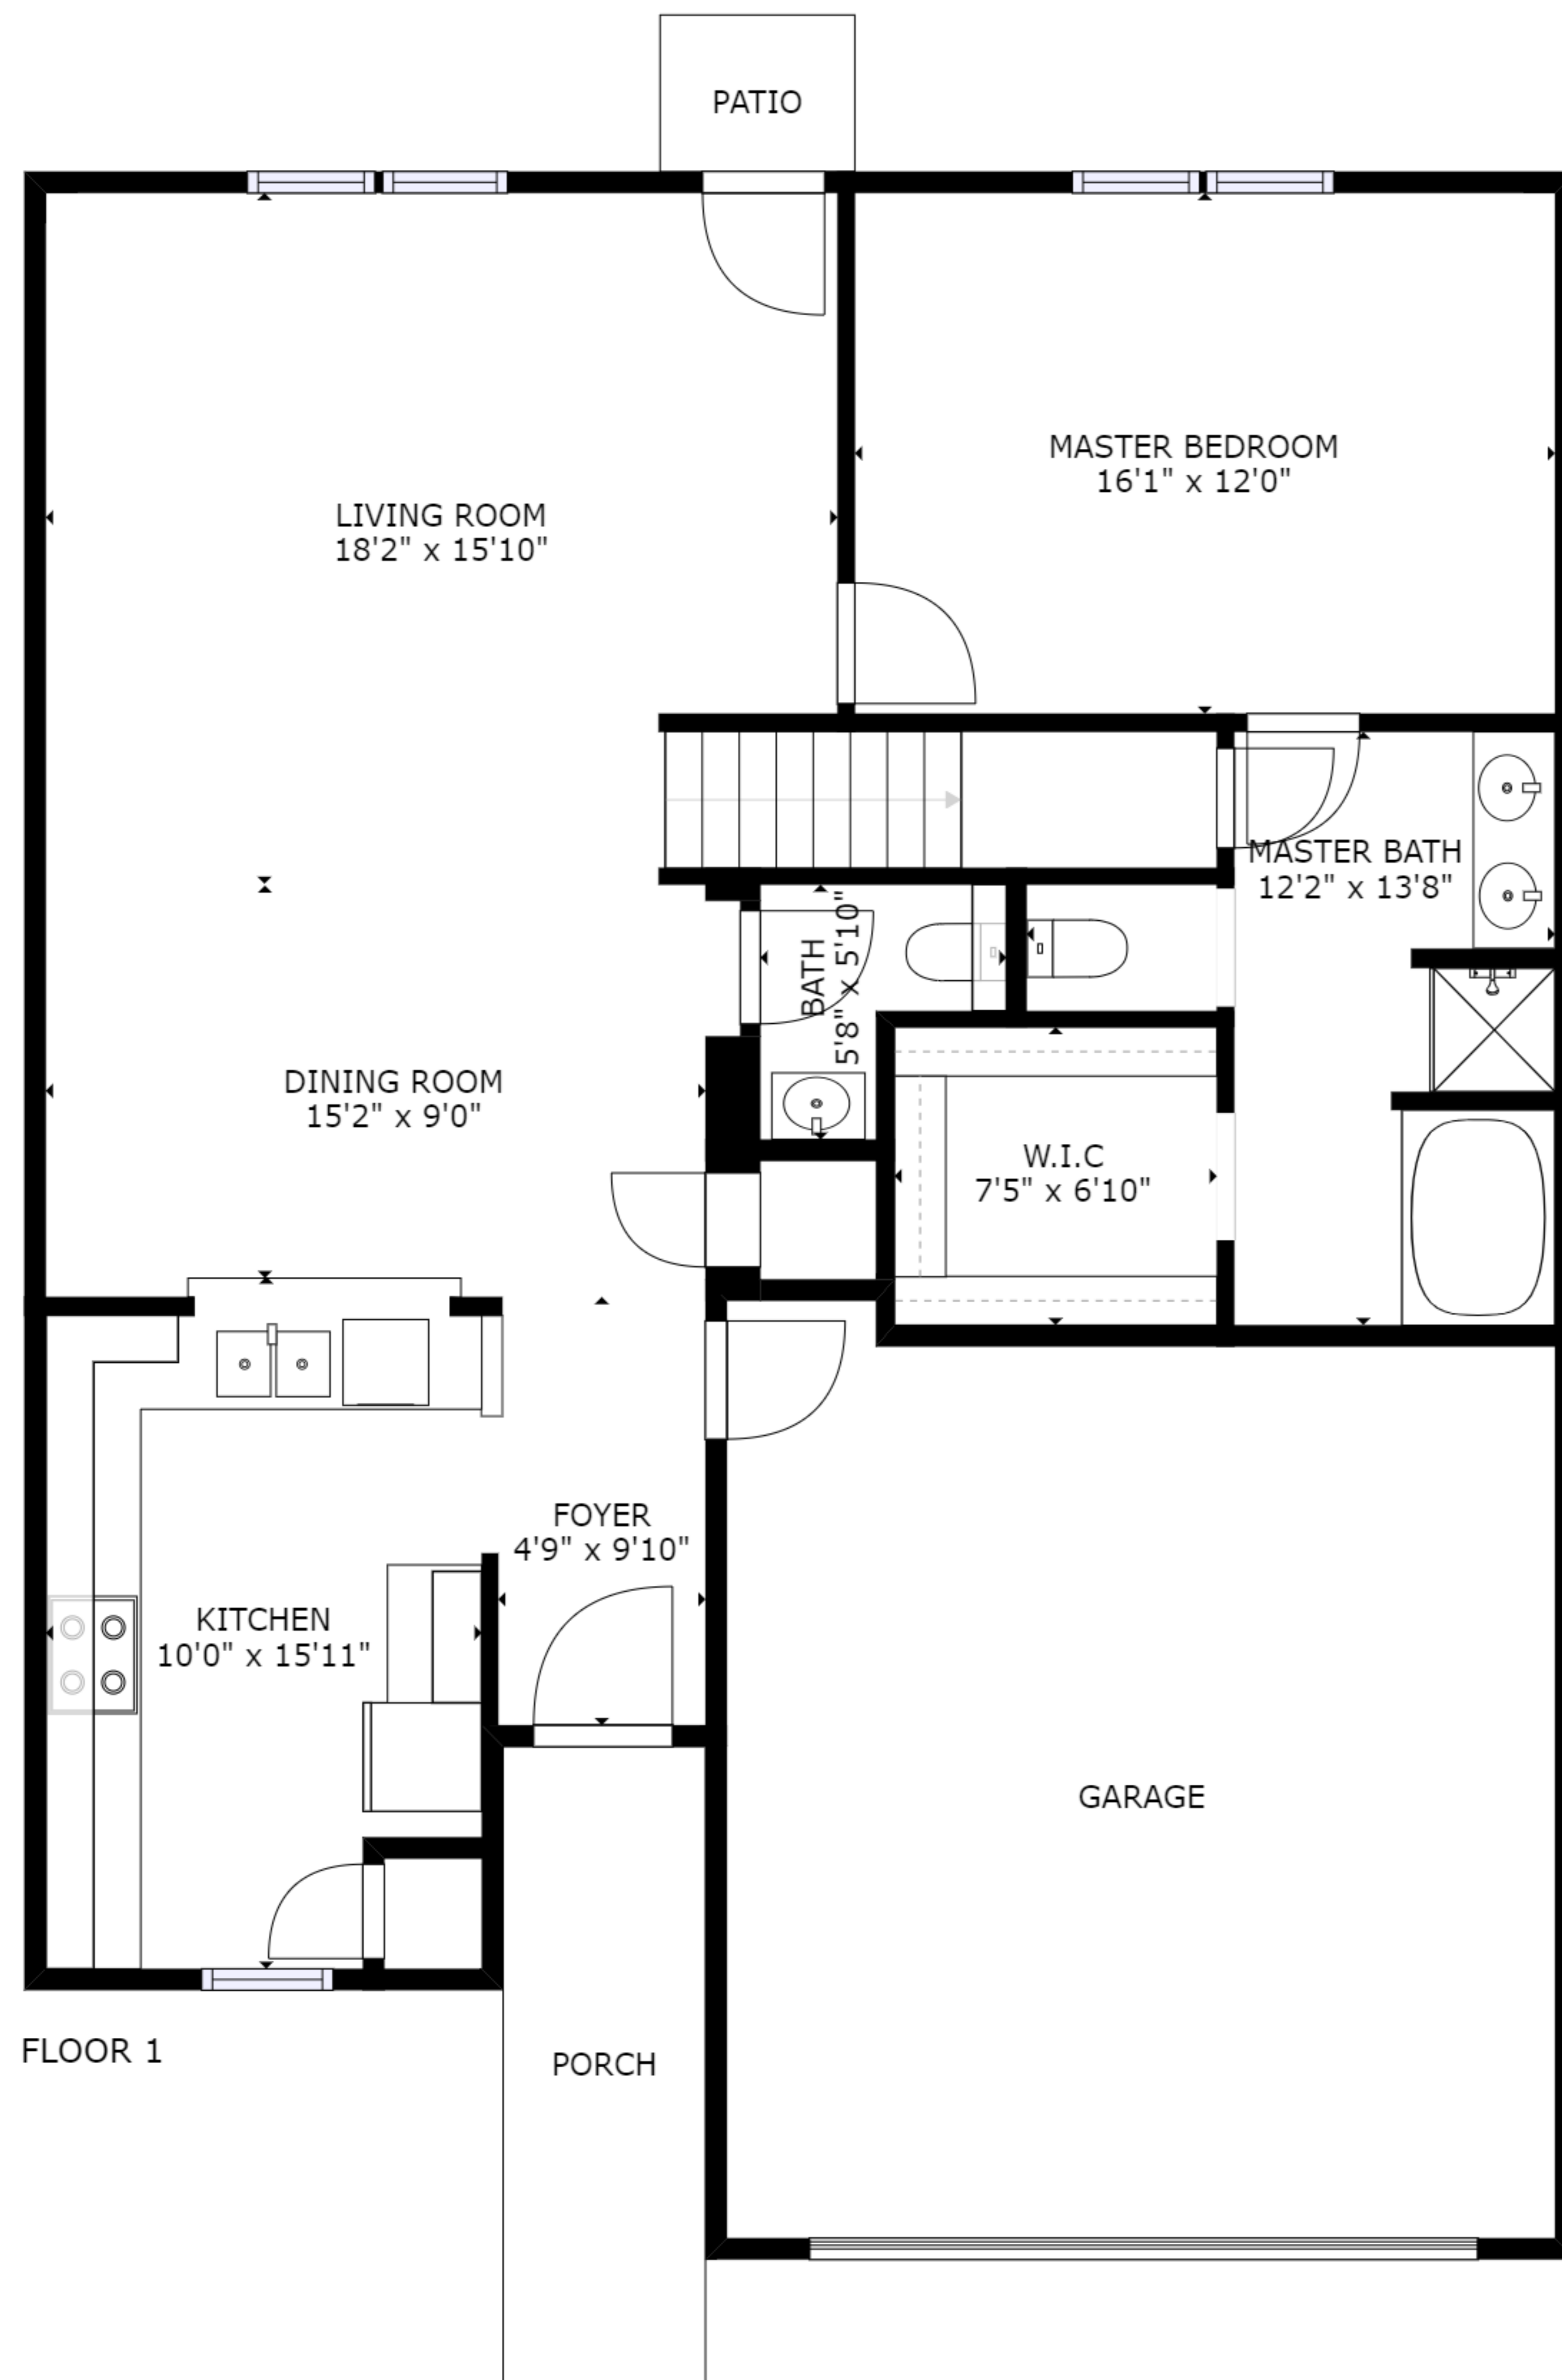 PATIO
MASTER BEDROOM
16'1" x 12'0"
LIVING ROOM
18'2" x 15'10"
MASTER BATH
12'2" x 13'8"
BATH
5'8" x 5'10"
DINING ROOM
15'2" x 9'0"
W.I.C
7'5" x 6'10"
FOYER
4'9" x 9'10"
KITCHEN
10'0" x 15'11"
GARAGE
FLOOR 1
PORCH